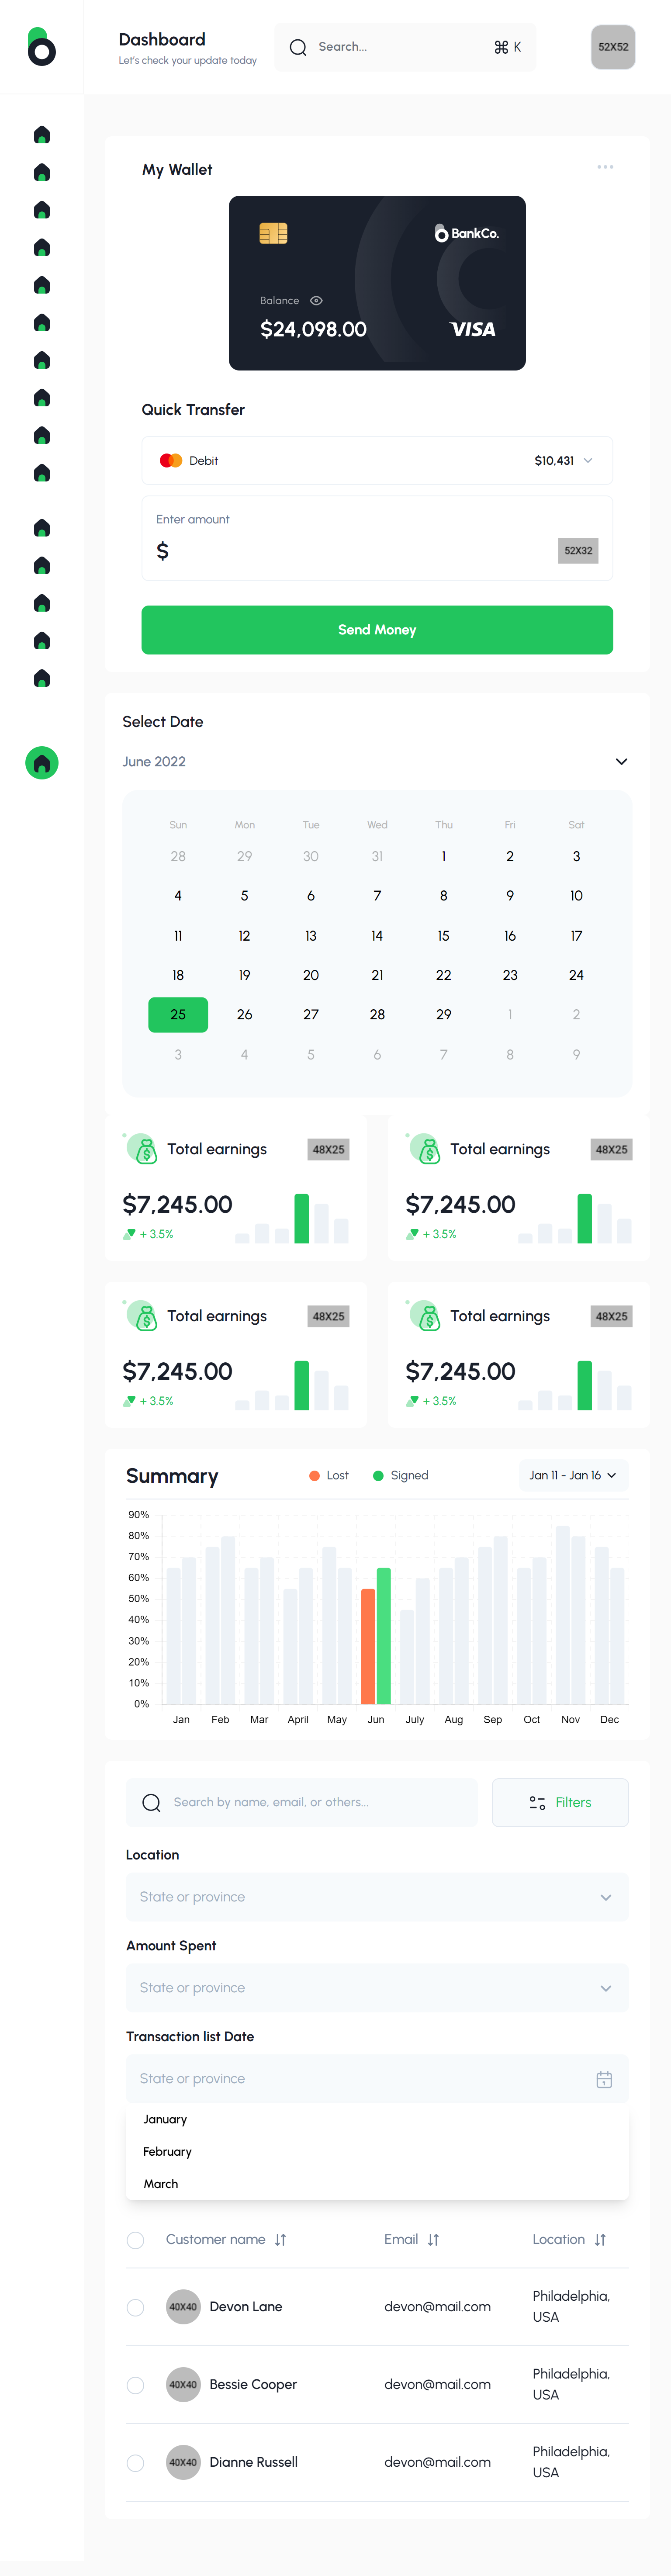 Dashboard
Let's check your update today
Search...
⌘ K
52X52
My Wallet
BankCo.
Balance
$24,098.00
VISA
Quick Transfer
Debit
$10,431
Enter amount
$
52X32
Send Money
Select Date
June 2022
Sun Mon Tue Wed Thu Fri Sat
28 29 30 31 1 2 3
4 5 6 7 8 9 10
11 12 13 14 15 16 17
18 19 20 21 22 23 24
25 26 27 28 29 1 2
3 4 5 6 7 8 9
Total earnings
48X25
$7,245.00
+ 3.5%
Total earnings
48X25
$7,245.00
+ 3.5%
Total earnings
48X25
$7,245.00
+ 3.5%
Total earnings
48X25
$7,245.00
+ 3.5%
Summary
Lost
Signed
Jan 11 - Jan 16
90%
80%
70%
60%
50%
40%
30%
20%
10%
0%
Jan Feb Mar April May Jun July Aug Sep Oct Nov Dec
Search by name, email, or others...
Filters
Location
State or province
Amount Spent
State or province
Transaction list Date
State or province
1
January
February
March
Customer name
Email
Location
40X40
Devon Lane
devon@mail.com
Philadelphia,
USA
40X40
Bessie Cooper
devon@mail.com
Philadelphia,
USA
40X40
Dianne Russell
devon@mail.com
Philadelphia,
USA